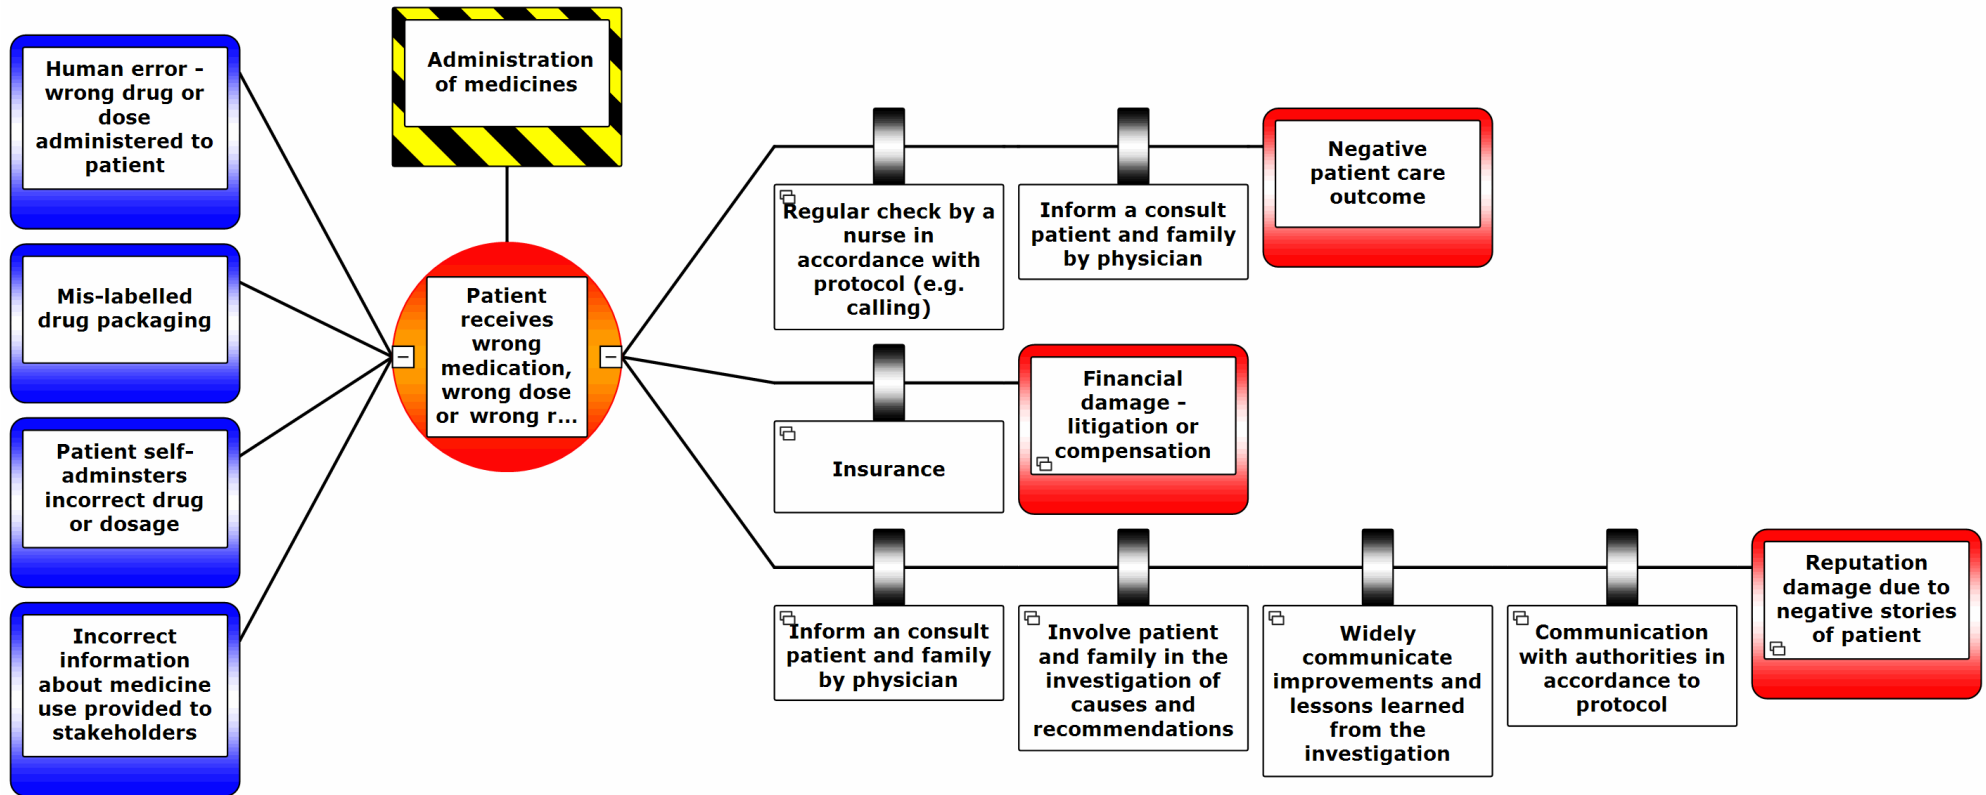 Human error –
wrong drug or
dose
administered to
patient
Mis-labelled
drug packaging
Patient self-
adminsters
incorrect drug
or dosage
Incorrect
information
about medicine
use provided to
stakeholders
Administration
of medicines
Patient
receives
wrong
medication,
wrong dose
or wrong r...
Regular check by a
nurse in
accordance with
protocol (e.g.
calling)
Inform a consult
patient and family
by physician
Negative
patient care
outcome
Insurance
Financial
damage –
litigation or
compensation
Inform an consult
patient and family
by physician
Involve patient
and family in the
investigation of
causes and
recommendations
Widely
communicate
improvements and
lessons learned
from the
investigation
Communication
with authorities in
accordance to
protocol
Reputation
damage due to
negative stories
of patient